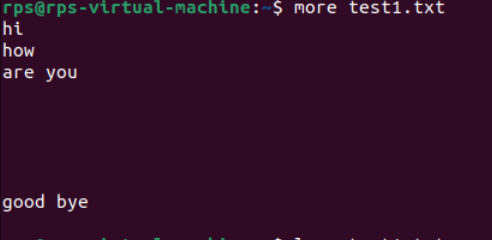 rps@rps-virtual-machine:~$ more test1.txt
hi
how
are you
good bye